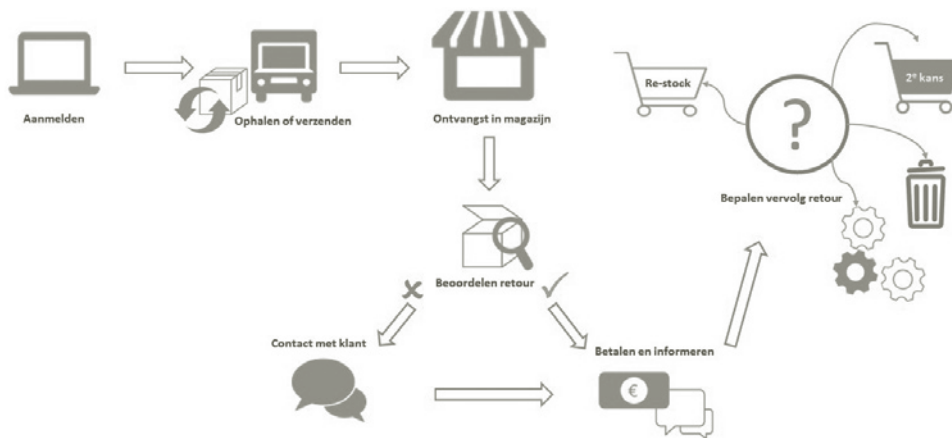 Aanmelden
Ophalen of verzenden
Ontvangst in magazijn
Beoordelen retour
Contact met klant
Betalen en informeren
€
Bepalen vervolg retour
?
Re-stock
2e kans